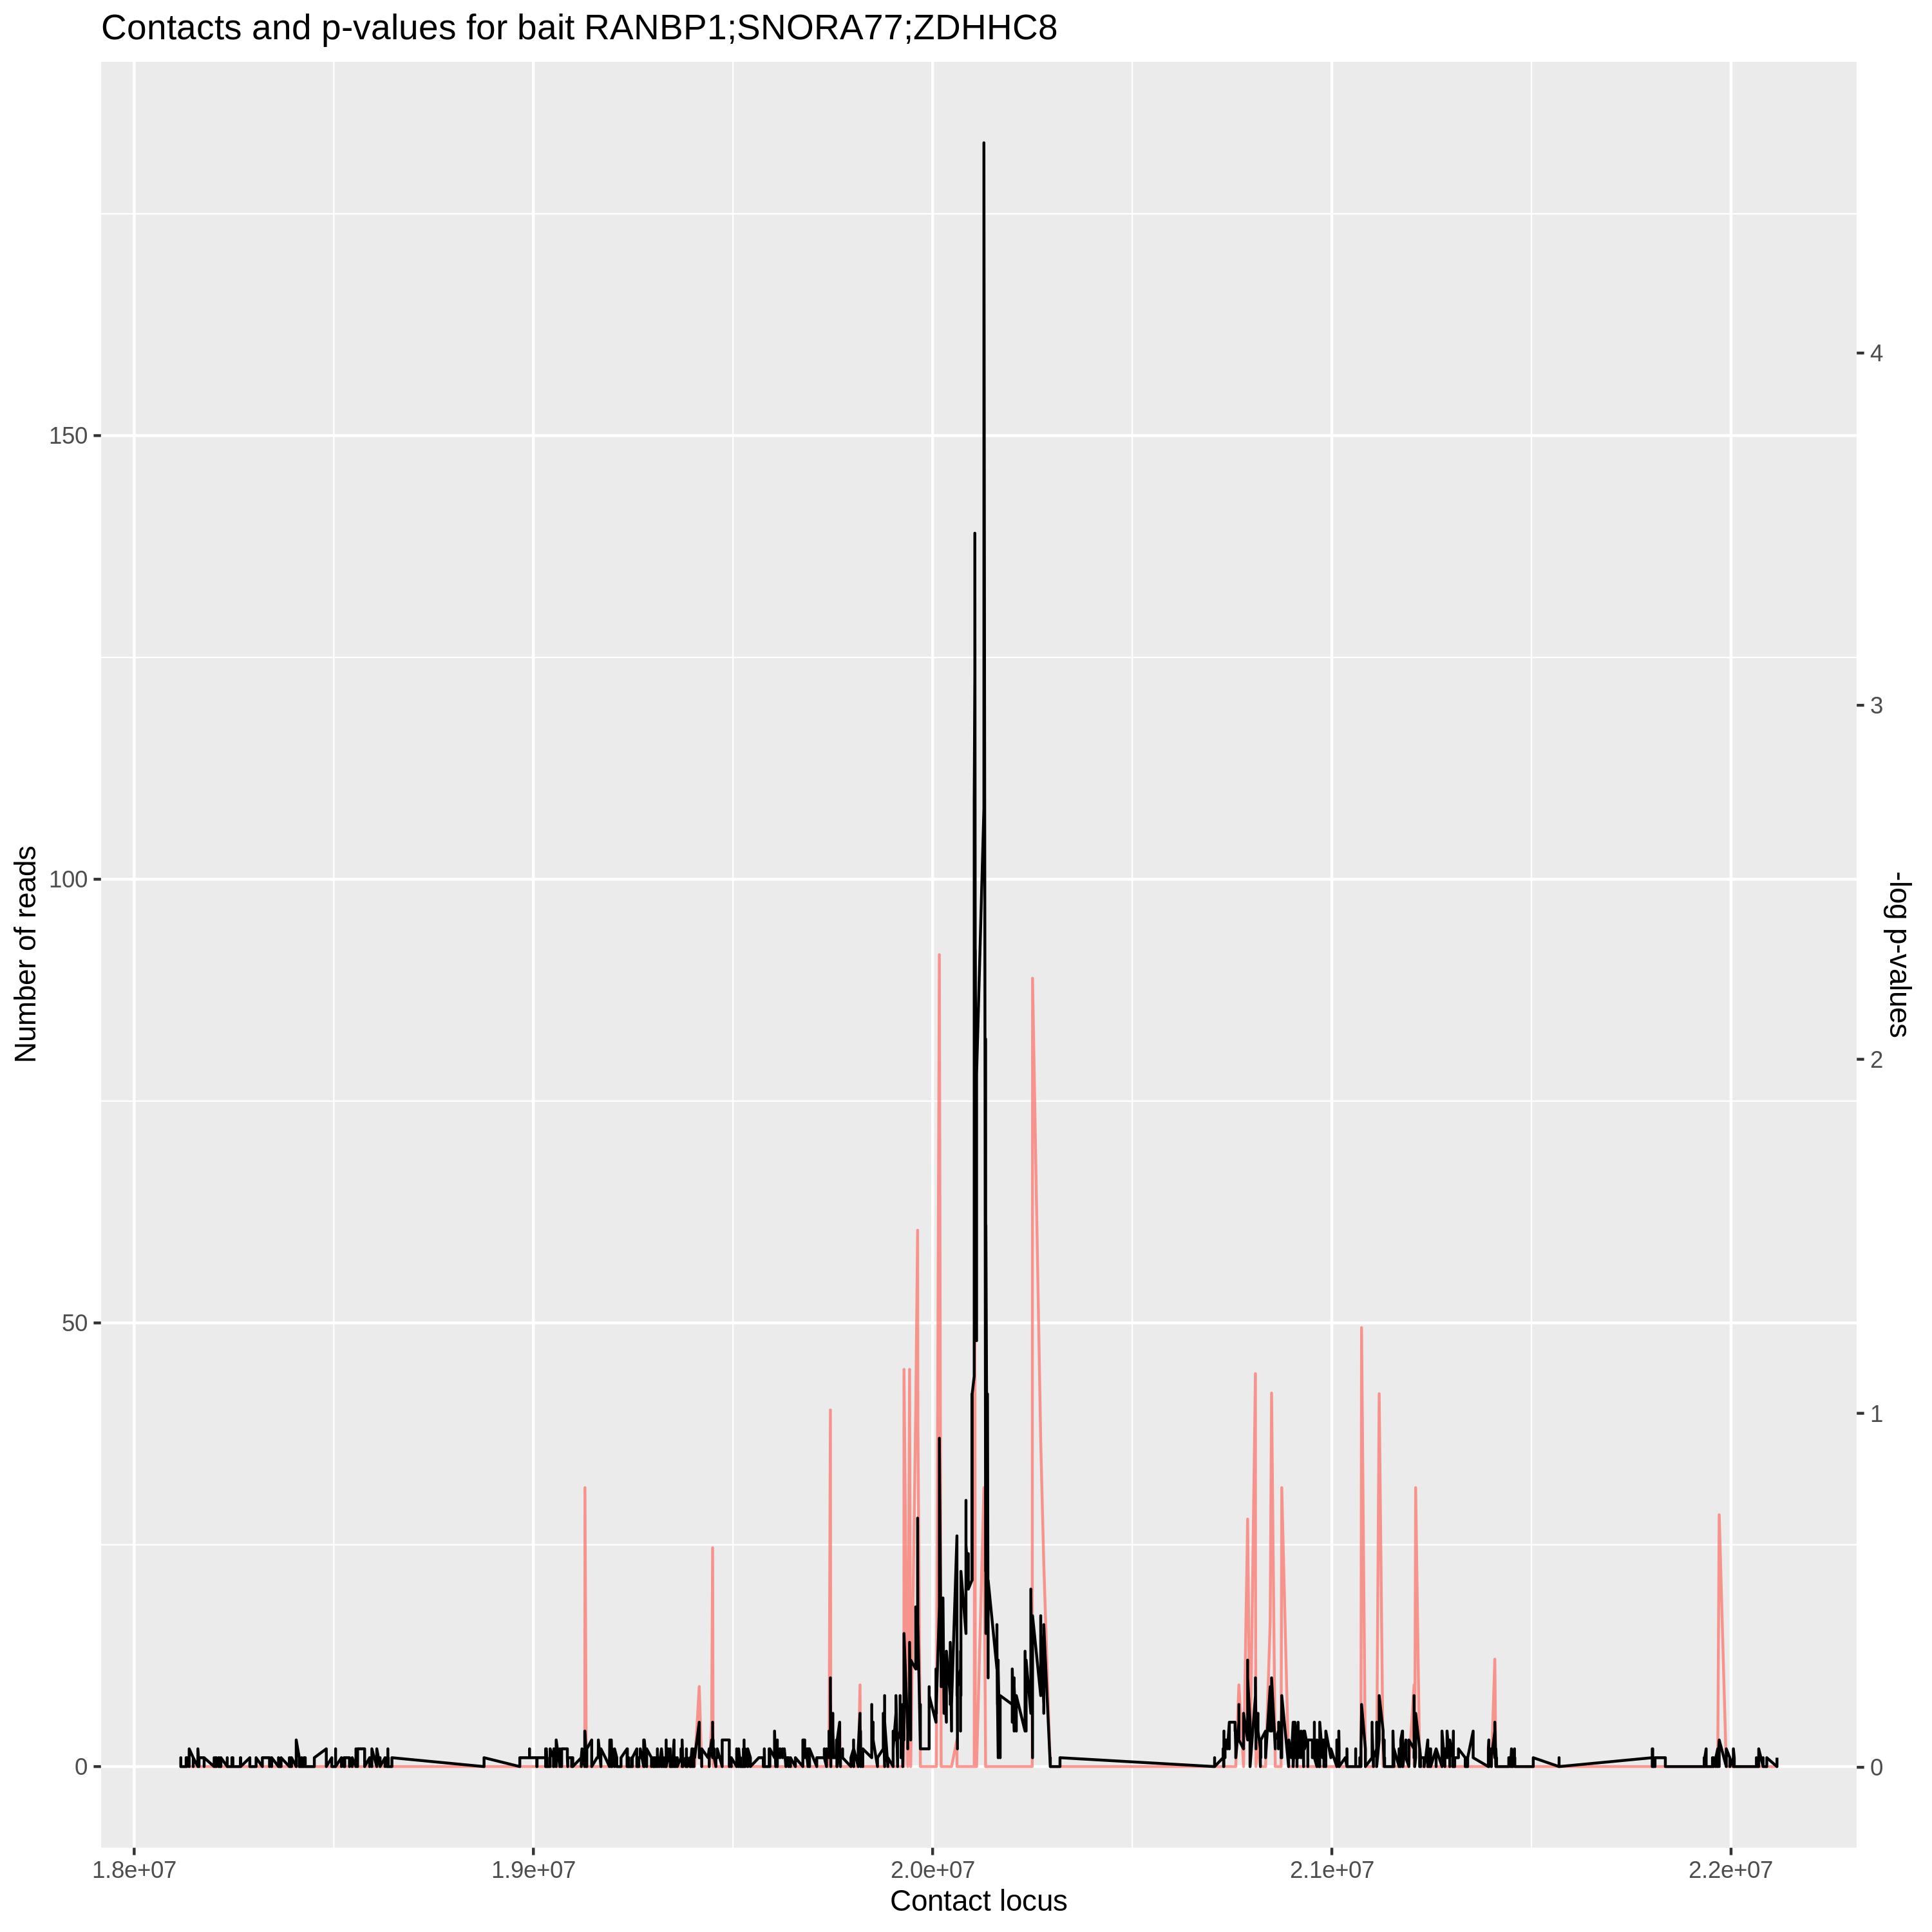 Contacts and p-values for bait RANBP1;SNORA77;ZDHHC8
Number of reads
150
100
50
0
4
3
2
1
0
-log p-values
1.8e+07
1.9e+07
2.0e+07
2.1e+07
2.2e+07
Contact locus